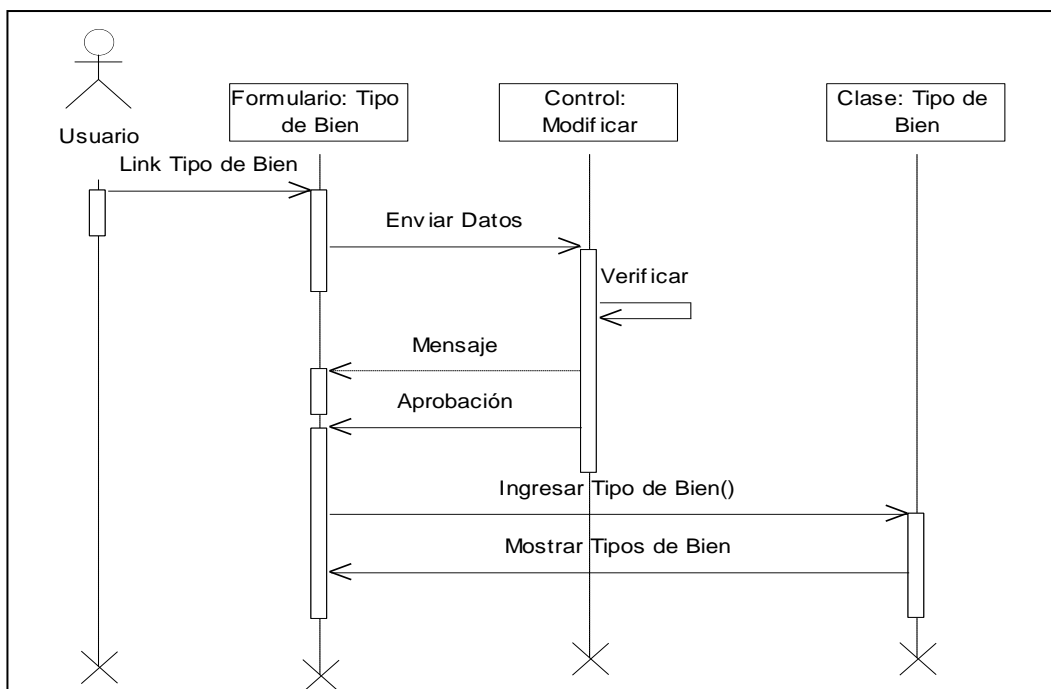 Usuario
Formulario: Tipo
de Bien
Control:
Modificar
Clase: Tipo de
Bien
Link Tipo de Bien
Enviar Datos
Verificar
Mensaje
Aprobación
Ingresar Tipo de Bien()
Mostrar Tipos de Bien